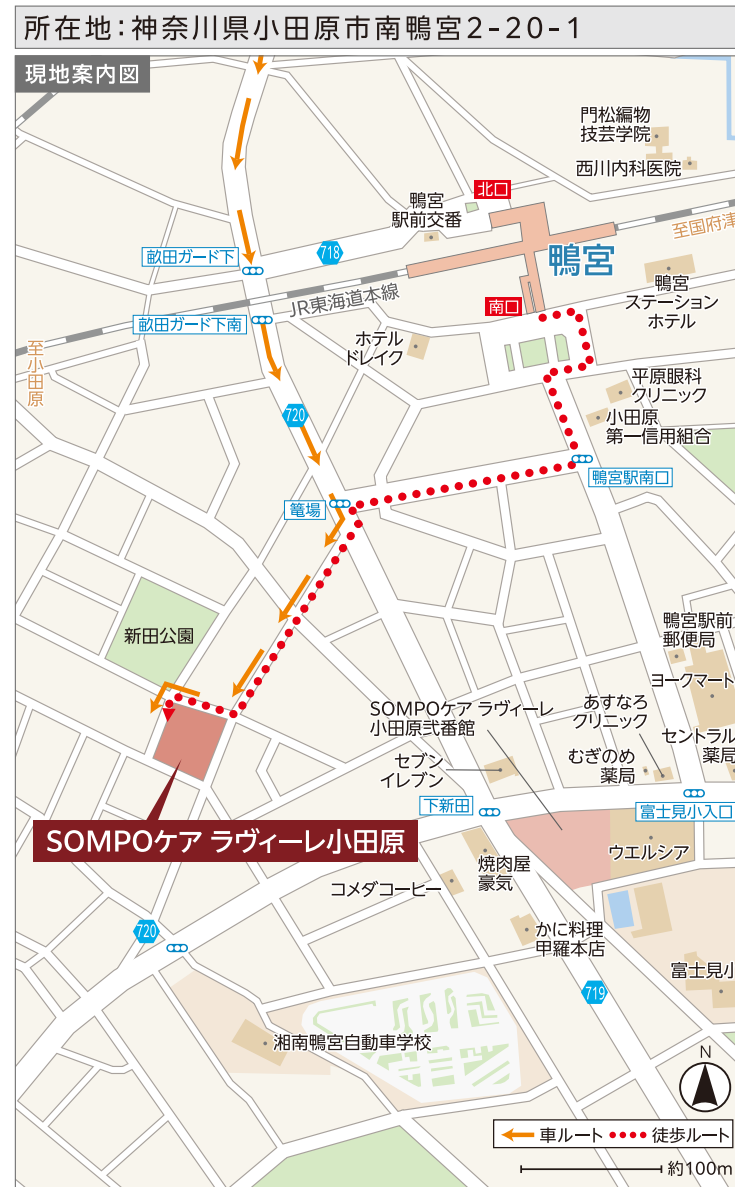 所在地:神奈川県小田原市南鴨宮2-20-1
現地案内図
門松編物
技芸学院
西川内科医院
北口
鴨宮
駅前交番
至国府津
718
畝田ガード下
鴨宮
鴨宮
ステーション
ホテル
JR東海道本線
南口
畝田ガード下南
至小田原
ホテル
ドレイク
平原眼科
クリニック
720
小田原
第一信用組合
鴨宮駅南口
篭場
新田公園
鴨宮駅前
郵便局
ヨークマート
SOMPOケア ラヴィーレ
小田原弐番館
あすなろ
クリニック
セントラル
薬局
セブン
イレブン
むぎのめ
薬局
下新田
富士見小入口
SOMPOケア ラヴィーレ小田原
ウエルシア
焼肉屋
豪気
コメダコーヒー
720
かに料理
甲羅本店
富士見小
719
湘南鴨宮自動車学校
N
車ルート
徒歩ルート
約100m